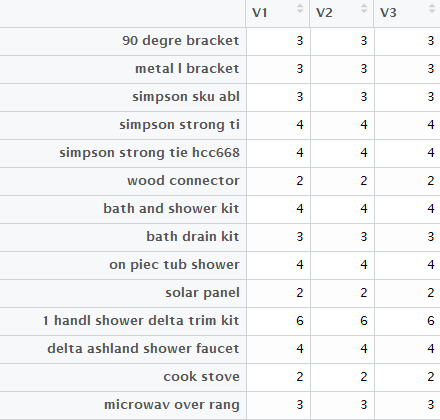 V1 V2 V3
90 degre bracket 3 3 3
metal l bracket 3 3 3
simpson sku abl 3 3 3
simpson strong ti 4 4 4
simpson strong tie hcc668 4 4 4
wood connector 2 2 2
bath and shower kit 4 4 4
bath drain kit 3 3 3
on piec tub shower 4 4 4
solar panel 2 2 2
1 handl shower delta trim kit 6 6 6
delta ashland shower faucet 4 4 4
cook stove 2 2 2
microwav over rang 3 3 3